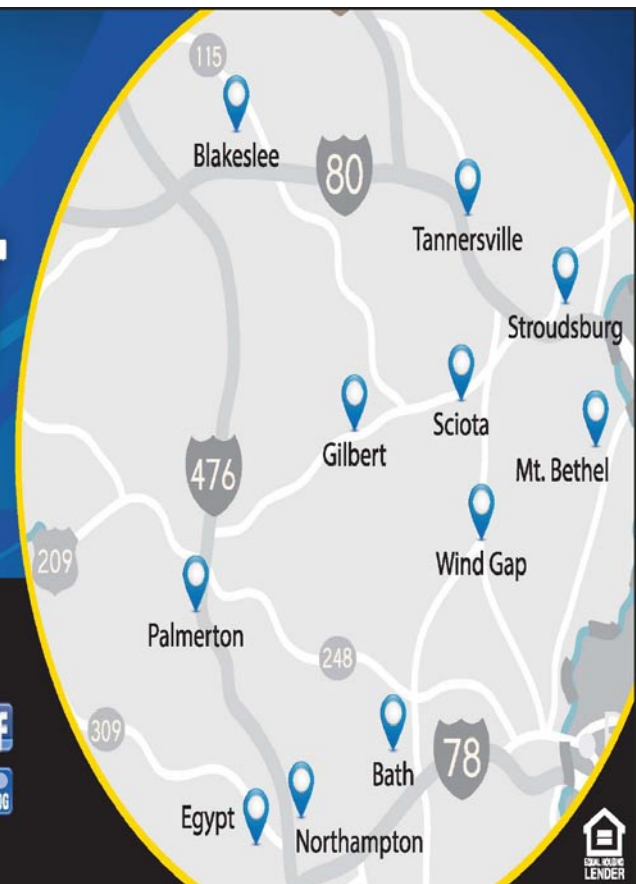 115
Blakeslee
80
Tannersville
Stroudsburg
Sciota
Gilbert
Mt. Bethel
476
Wind Gap
209
Palmerton
248
309
Bath
78
Egypt
Northampton
EQUAL HOUSING
LENDER